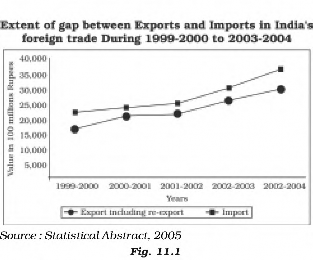 Extent of gap between Exports and Imports in India's
foreign trade During 1999-2000 to 2003-2004
Value in 100 millions Rupees
40,000
35,000
30,000
25,000
20,000
15,000
10,000
5,000
1999-2000 2000-2001 2001-2002 2002-2003 2002-2004
Years
Export including re-export Import
Source : Statistical Abstract, 2005
Fig. 11.1